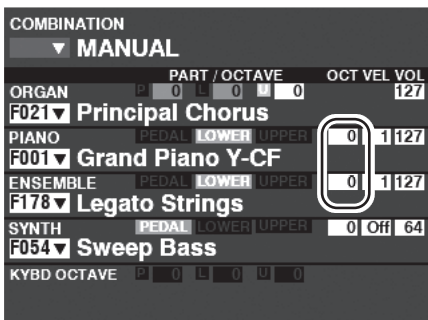 COMBINATION
▼ MANUAL
PART / OCTAVE OCT VEL VOL
ORGAN P 0 L 0 U 0 127
F021▼ Principal Chorus
PIANO PEDAL LOWER UPPER 0 1 127
F001▼ Grand Piano Y-CF
ENSEMBLE PEDAL LOWER UPPER 0 1 127
F178▼ Legato Strings
SYNTH PEDAL LOWER UPPER 0 Off 64
F054▼ Sweep Bass
KYBD OCTAVE P 0 L 0 U 0